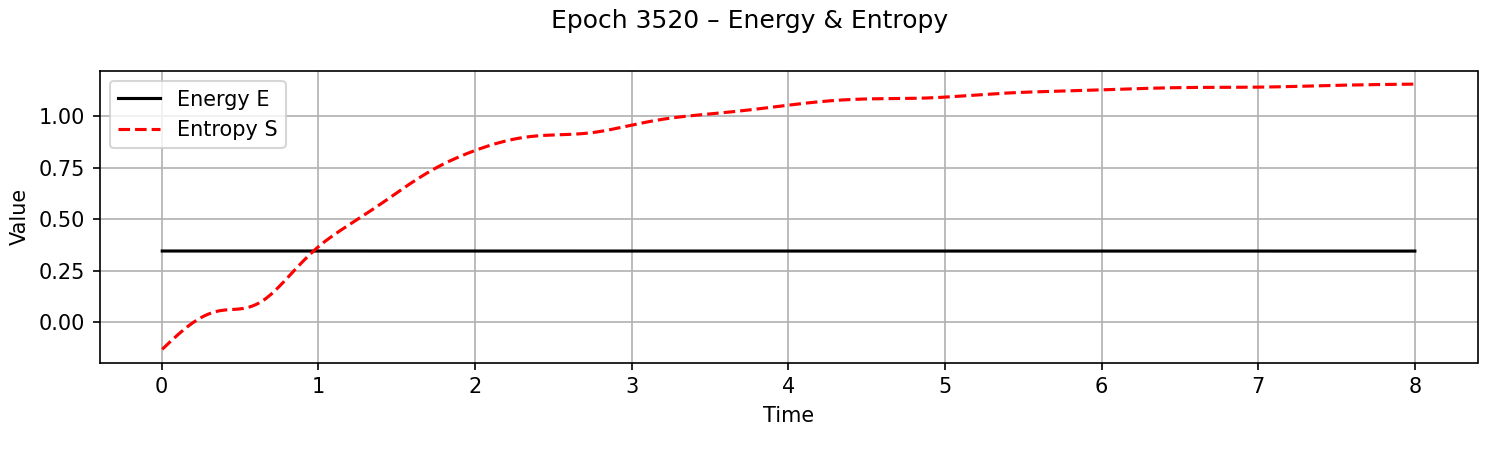 Epoch 3520 – Energy & Entropy
Energy E
Entropy S
Value
1.00
0.75
0.50
0.25
0.00
0 1 2 3 4 5 6 7 8
Time